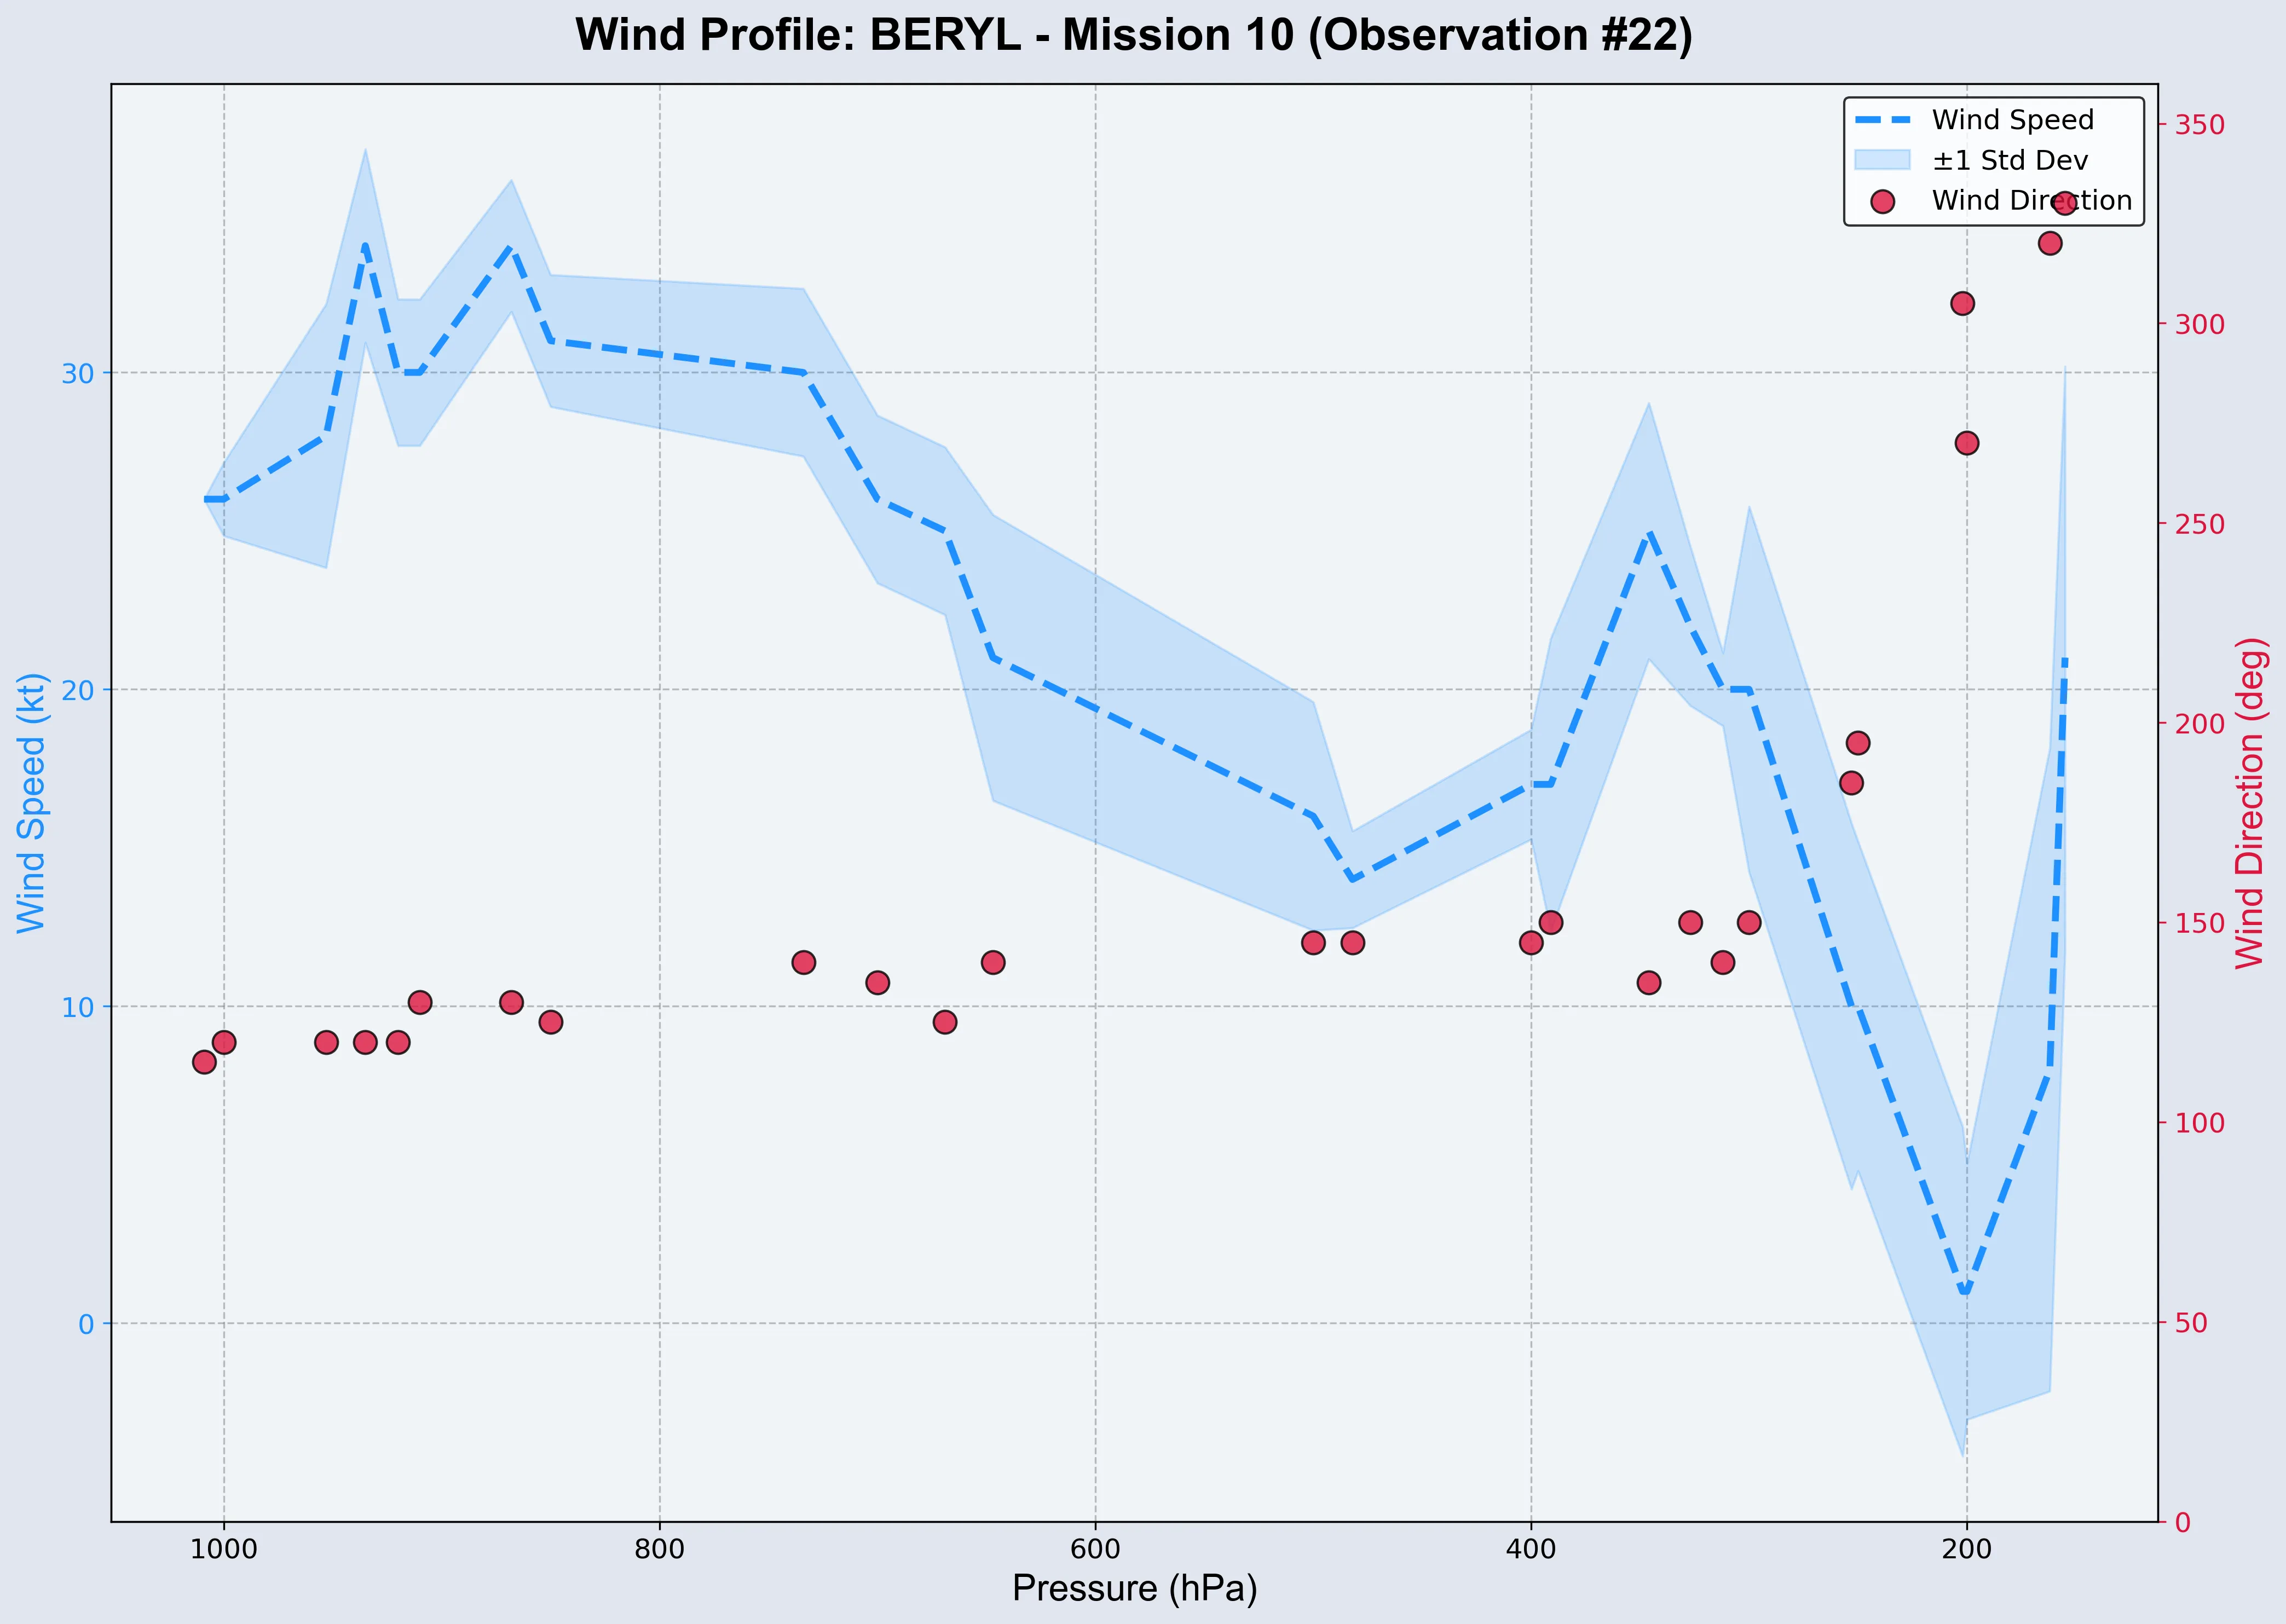 Wind Profile: BERYL - Mission 10 (Observation #22)
Wind Speed
±1 Std Dev
Wind Direction
Wind Speed (kt)
30
20
10
0
350
300
250
200
150
100
50
0
Wind Direction (deg)
1000 800 600 400 200
Pressure (hPa)